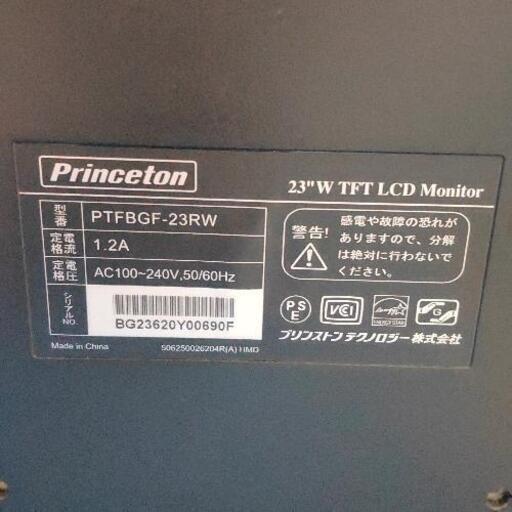 Princeton
23"W TFT LCD Monitor
型番 PTFBGF-23RW
定格電流 1.2A
定格電圧 AC100~240V,50/60Hz
シリアルNO. BG23620Y00690F
Made in China
506250026204R(A) HMD
警告!
感電や故障の恐れが
ありますので、分解
は絶対に行わないで
ください。
PSE
VCI
ENERGY STAR
G
プリンストン テクノロジー株式会社